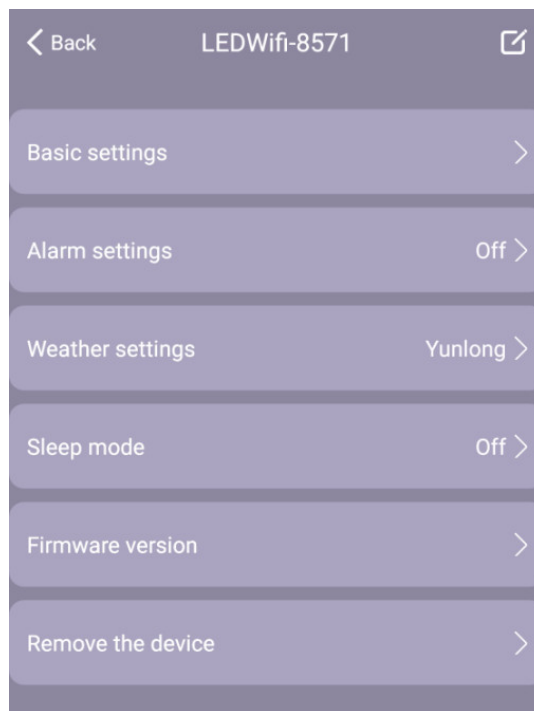 Back
LEDWifi-8571
Basic settings
Alarm settings Off
Weather settings Yunlong
Sleep mode Off
Firmware version
Remove the device